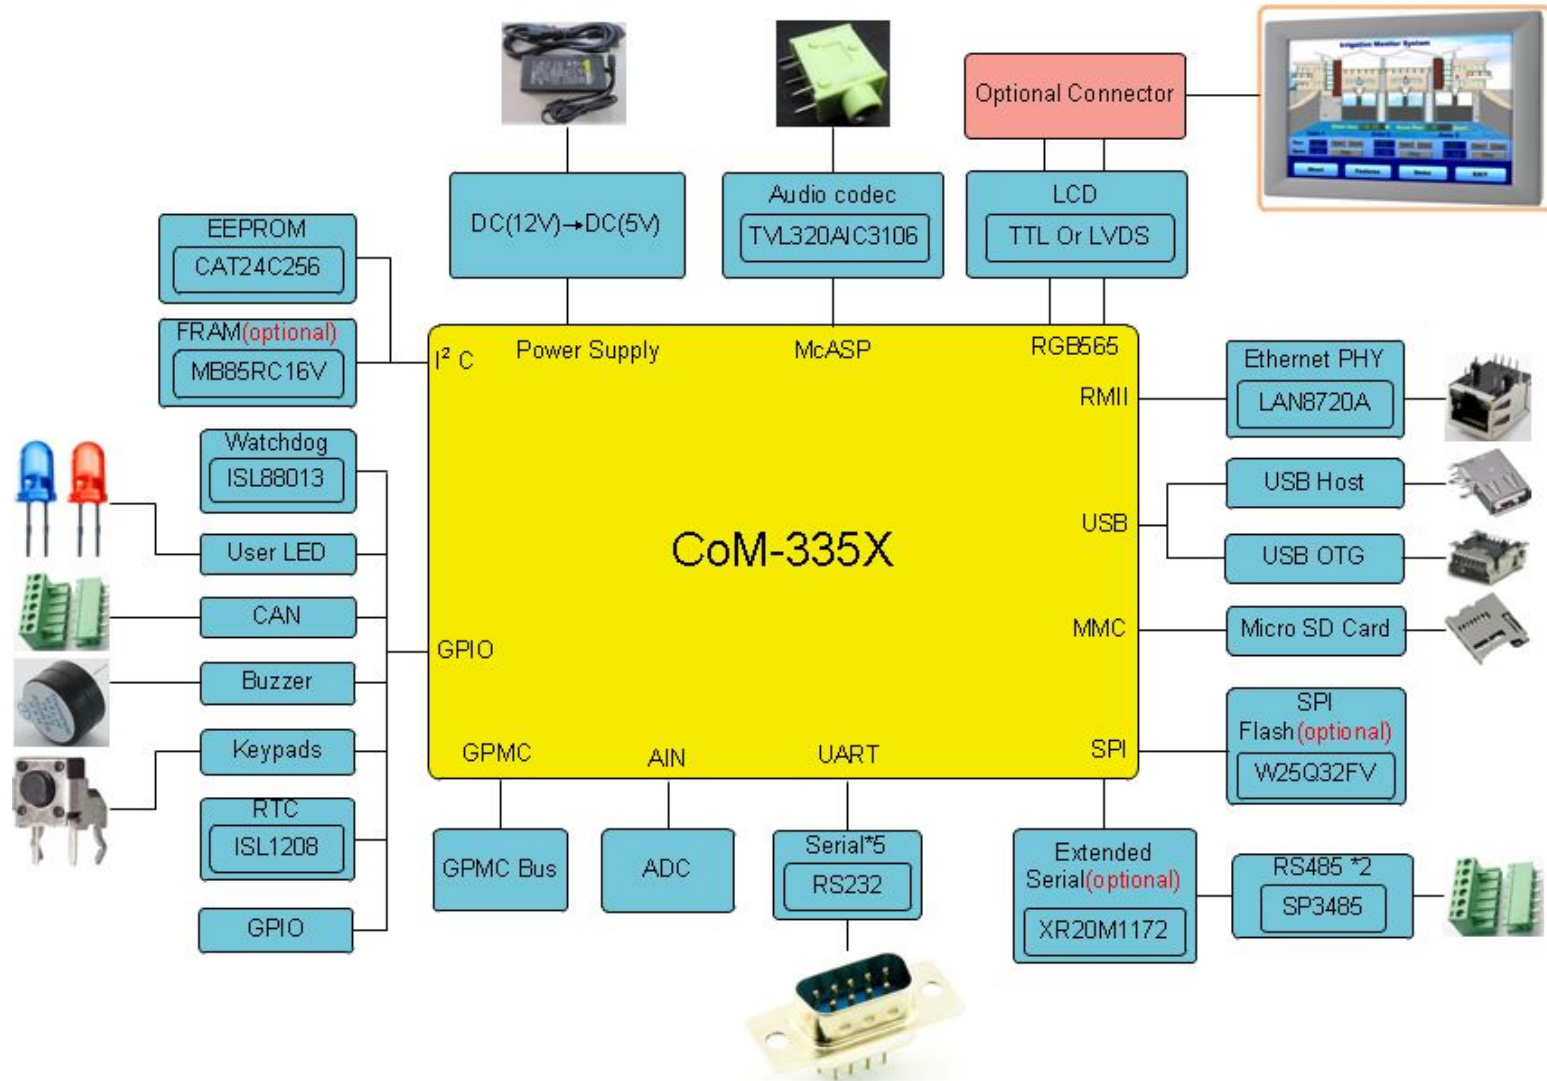 Irrigation Monitor System
Optional Connector
DC(12V)→DC(5V)
Audio codec
TVL320AIC3106
LCD
TTL Or LVDS
EEPROM
CAT24C256
FRAM(optional)
MB85RC16V
I² C
Power Supply
McASP
RGB565
RMII
Ethernet PHY
LAN8720A
Watchdog
ISL88013
User LED
CAN
GPIO
Buzzer
Keypads
RTC
ISL1208
GPIO
CoM-335X
USB
USB Host
USB OTG
MMC
Micro SD Card
SPI
SPI
Flash(optional)
W25Q32FV
GPMC
AIN
UART
GPMC Bus
ADC
Serial*5
RS232
Extended
Serial(optional)
XR20M1172
RS485 *2
SP3485